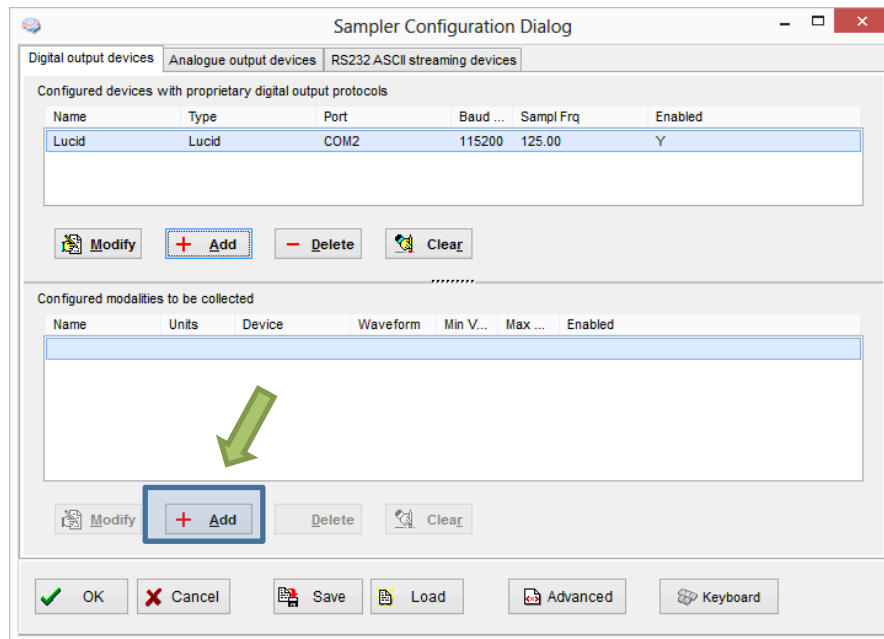 Sampler Configuration Dialog
Digital output devices Analogue output devices RS232 ASCII streaming devices
Configured devices with proprietary digital output protocols
Name Type Port Baud ... Sampl Frq Enabled
Lucid Lucid COM2 115200 125.00 Y
Modify Add Delete Clear
Configured modalities to be collected
Name Units Device Waveform Min V... Max ... Enabled
Modify Add Delete Clear
OK Cancel Save Load Advanced Keyboard